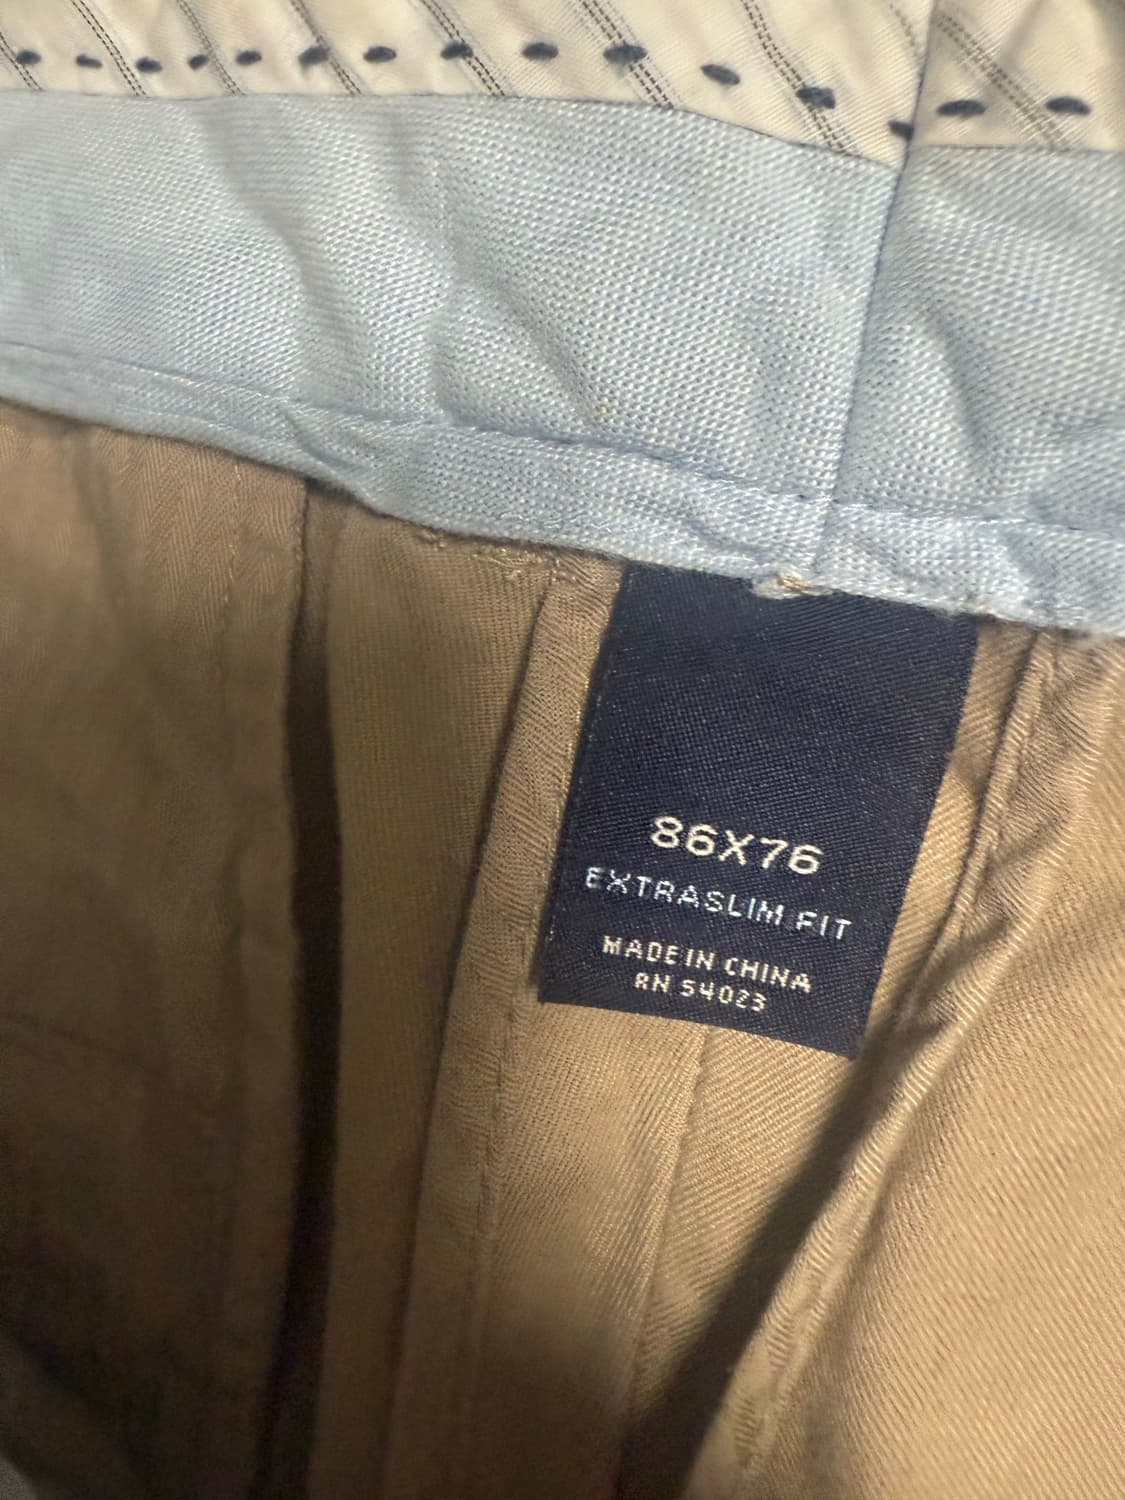 86X76
EXTRASLIM FIT
MADE IN CHINA
RN 54023